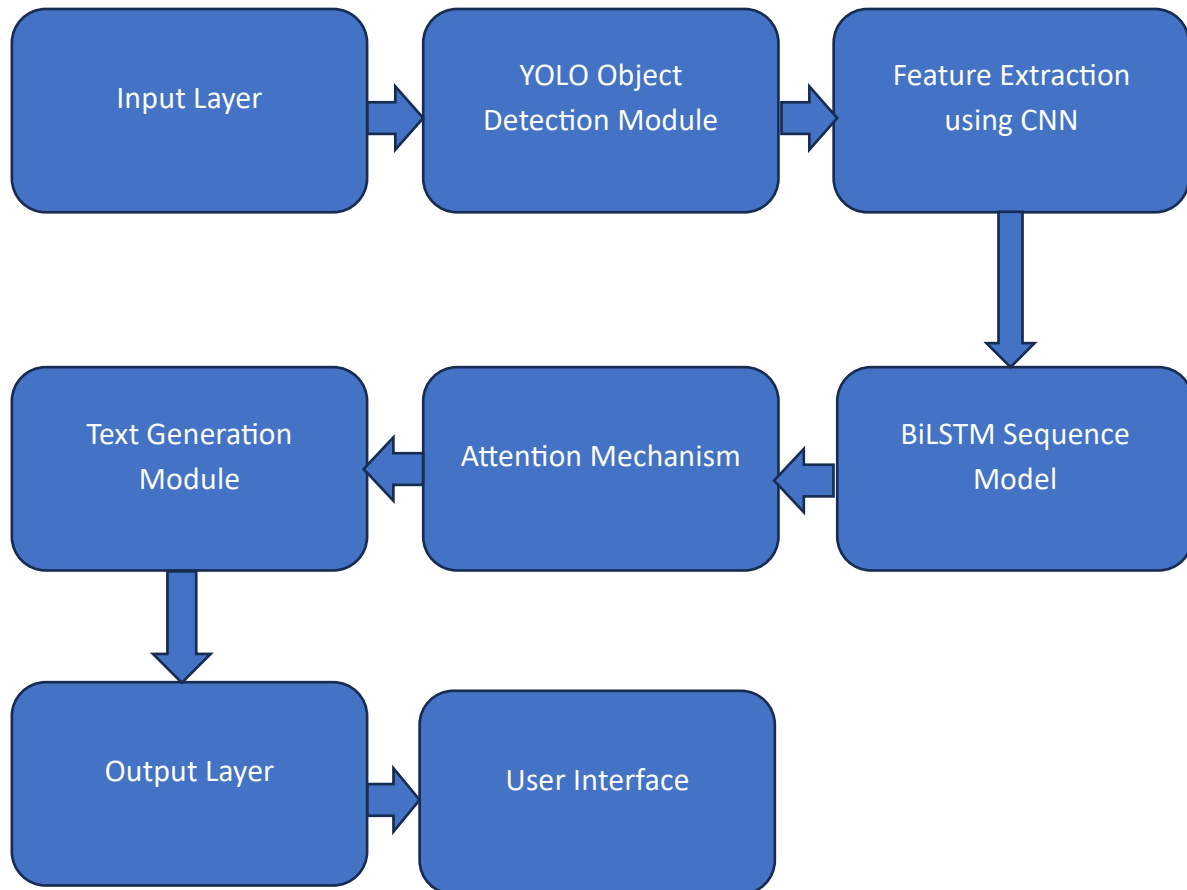 Input Layer
YOLO Object
Detection Module
Feature Extraction
using CNN
BiLSTM Sequence
Model
Attention Mechanism
Text Generation
Module
Output Layer
User Interface